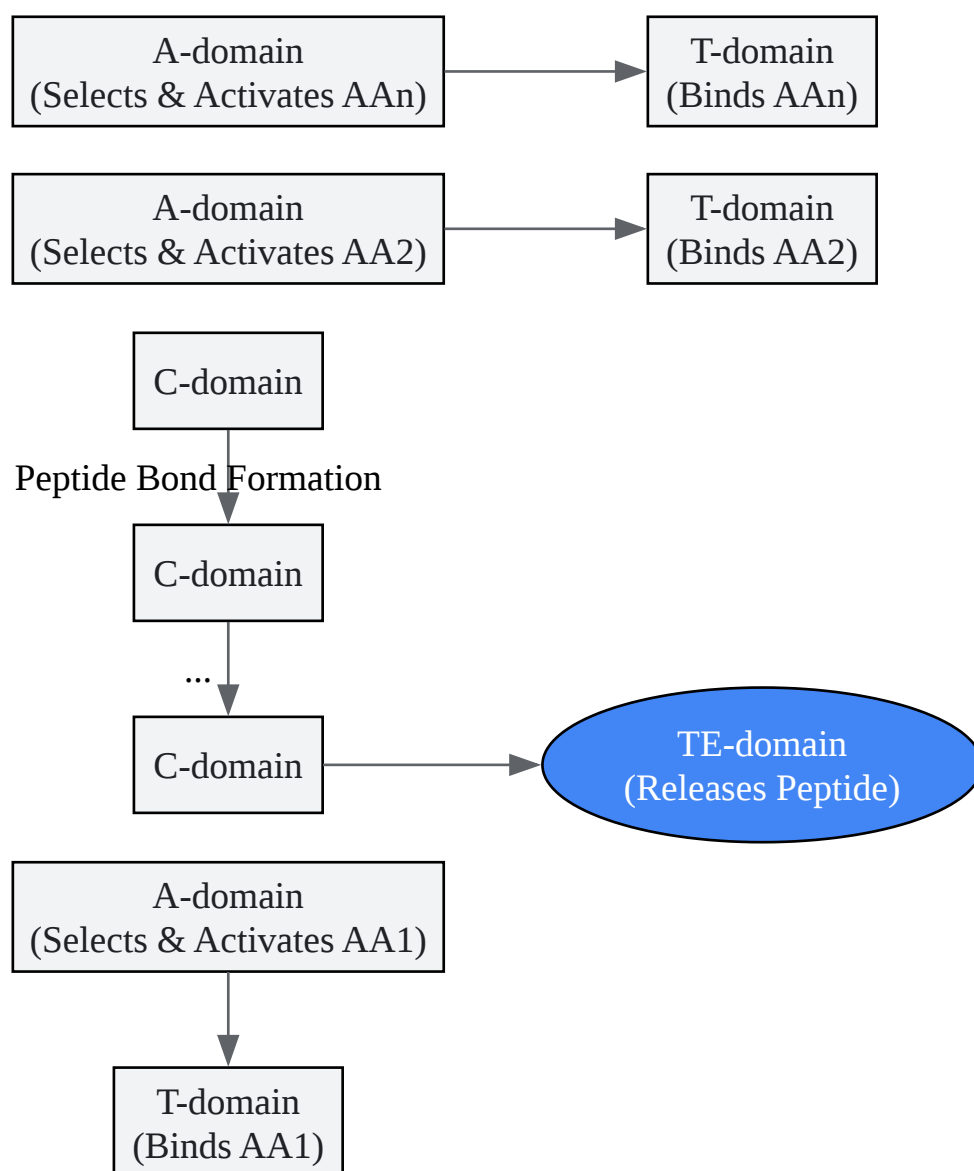 A-domain
(Selects & Activates AAn)
T-domain
(Binds AAn)
A-domain
(Selects & Activates AA2)
T-domain
(Binds AA2)
C-domain
Peptide Bond Formation
C-domain
...
C-domain
TE-domain
(Releases Peptide)
A-domain
(Selects & Activates AA1)
T-domain
(Binds AA1)